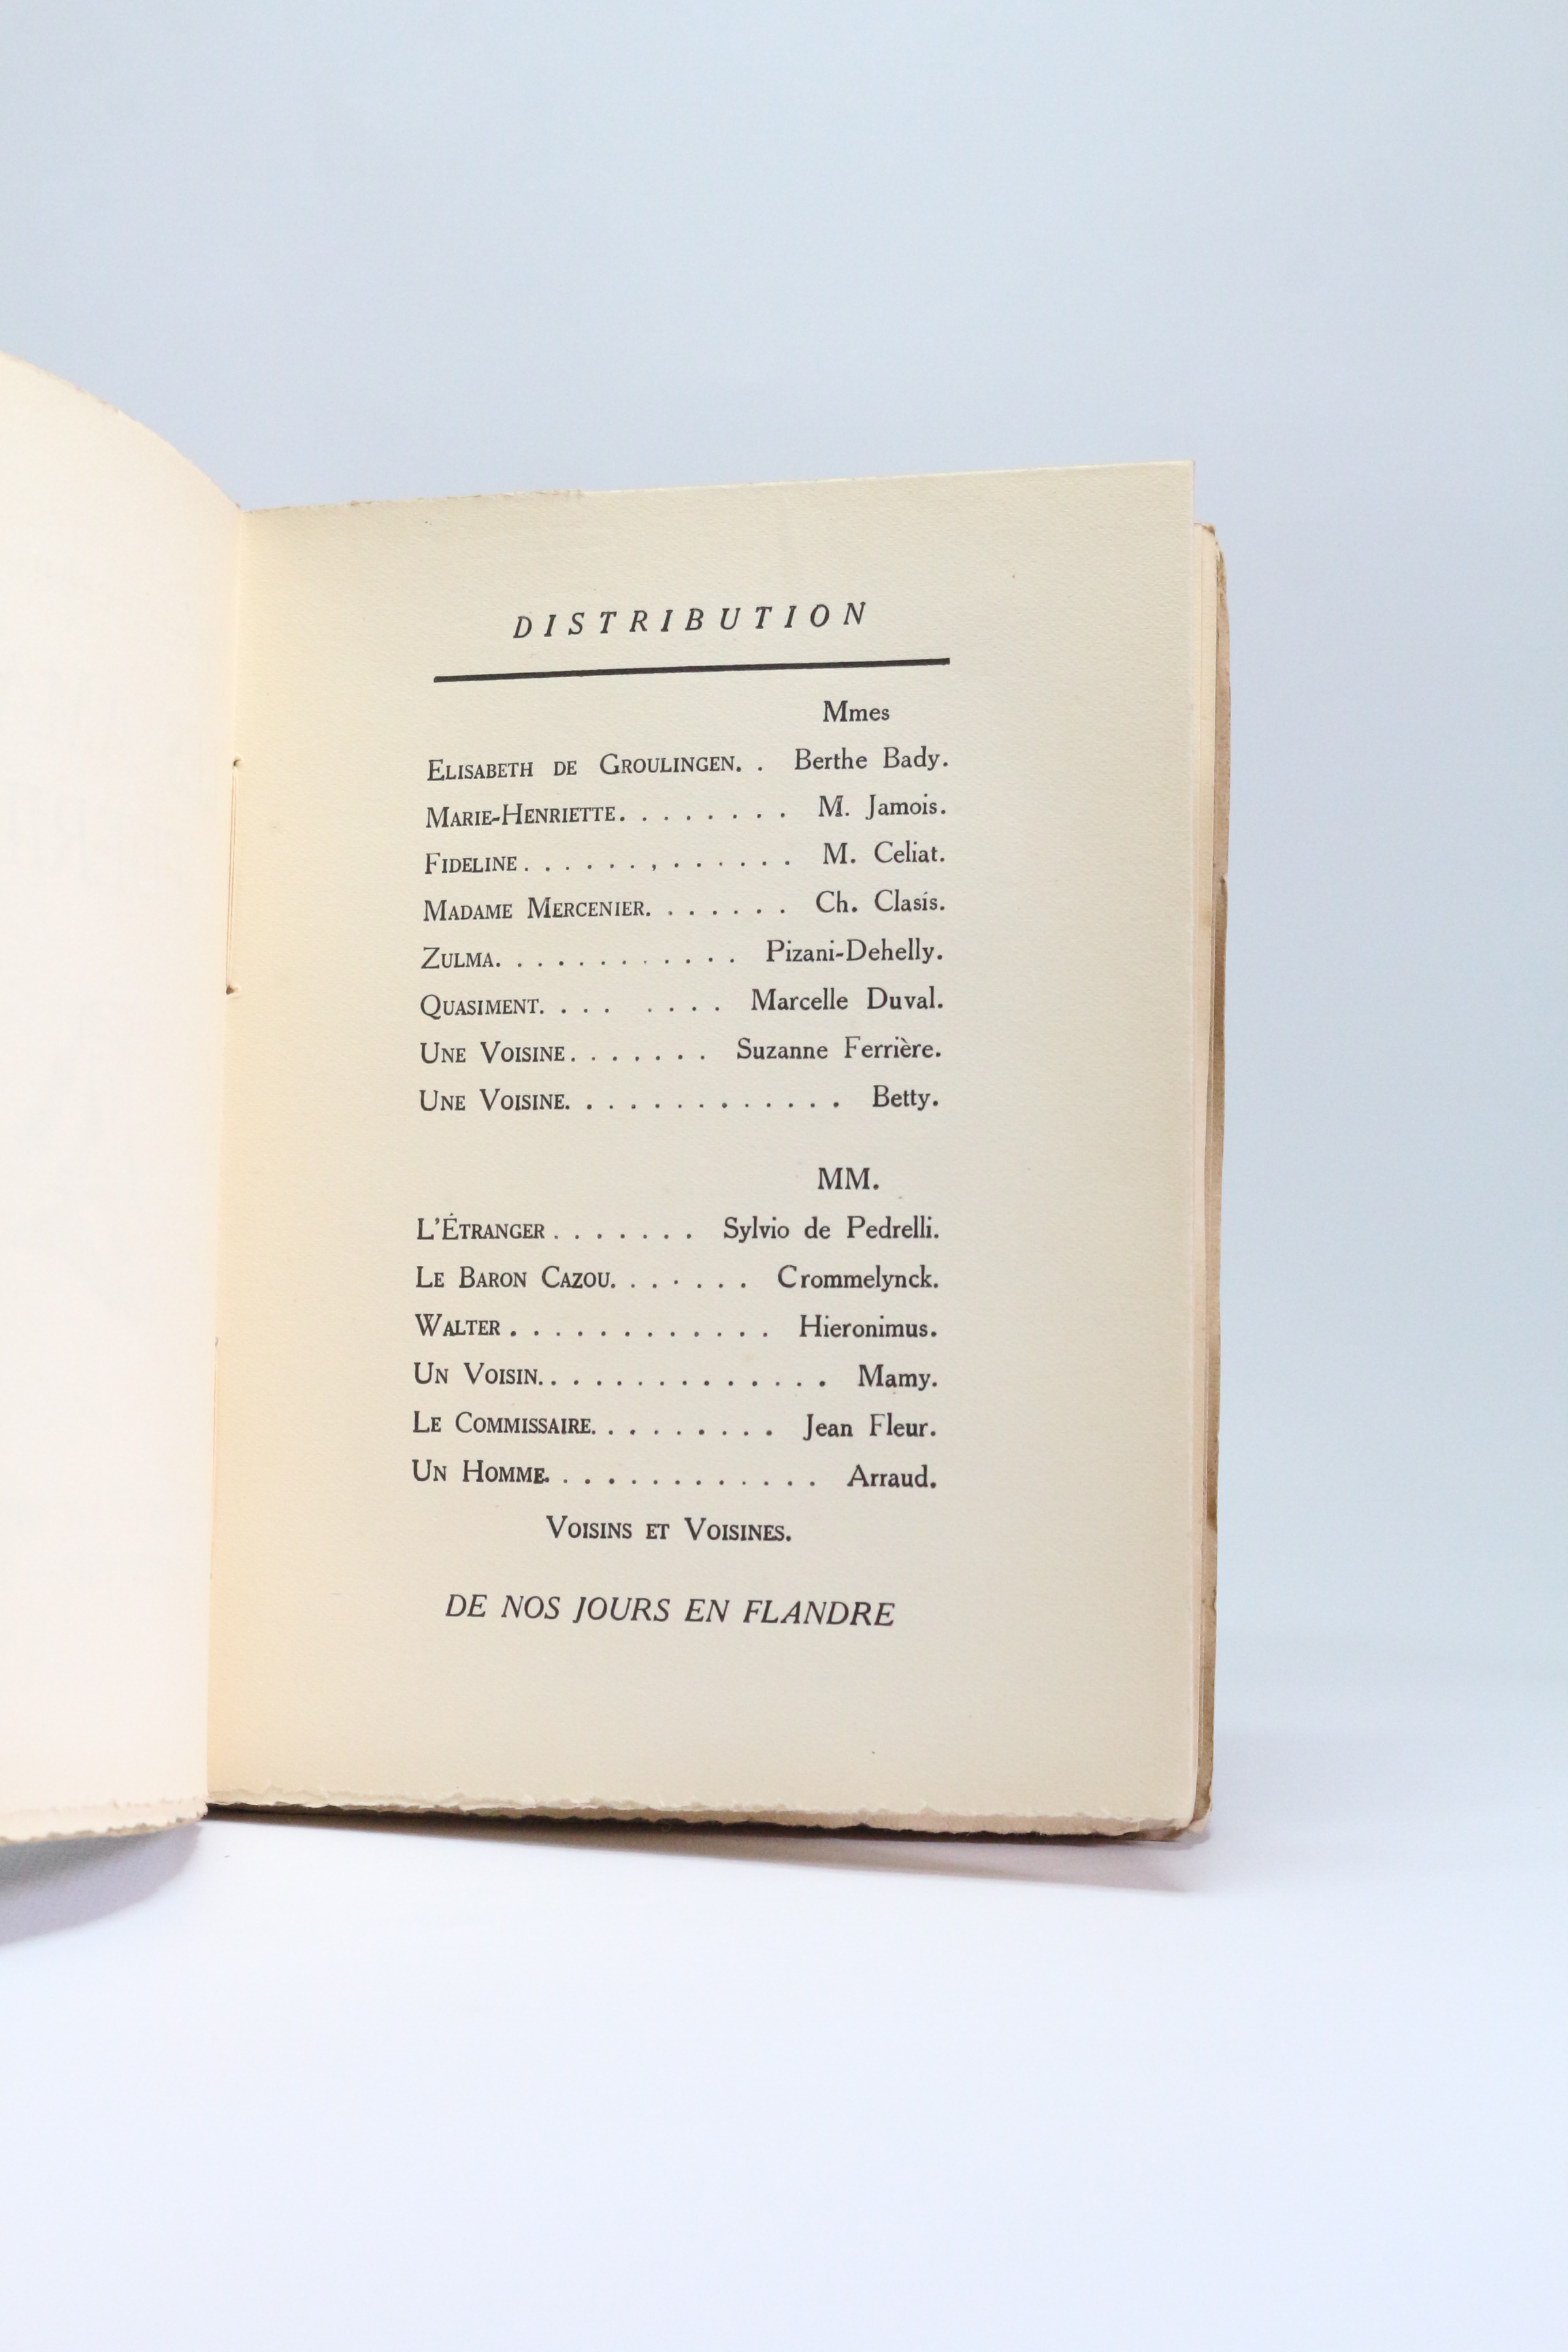 DISTRIBUTION
Mmes
ELISABETH DE GROULINGEN. . Berthe Bady.
MARIE-HENRIETTE. . . . . . . . M. Jamois.
FIDELINE. . . . . . , . . . . . . M. Celiat.
MADAME MERCENIER. . . . . . . Ch. Clasis.
ZULMA. . . . . . . . . . . . Pizani-Dehelly.
QUASIMENT. . . . . . . . Marcelle Duval.
UNE VOISINE. . . . . . . Suzanne Ferrière.
UNE VOISINE. . . . . . . . . . . . . Betty.
MM.
L'ÉTRANGER . . . . . . . Sylvio de Pedrelli.
LE BARON CAZOU. . . . . . . Crommelynck.
WALTER . . . . . . . . . . . . Hieronimus.
UN VOISIN. . . . . . . . . . . . . . Mamy.
LE COMMISSAIRE. . . . . . . . . Jean Fleur.
UN HOMME. . . . . . . . . . . . . Arraud.
VOISINS ET VOISINES.
DE NOS JOURS EN FLANDRE